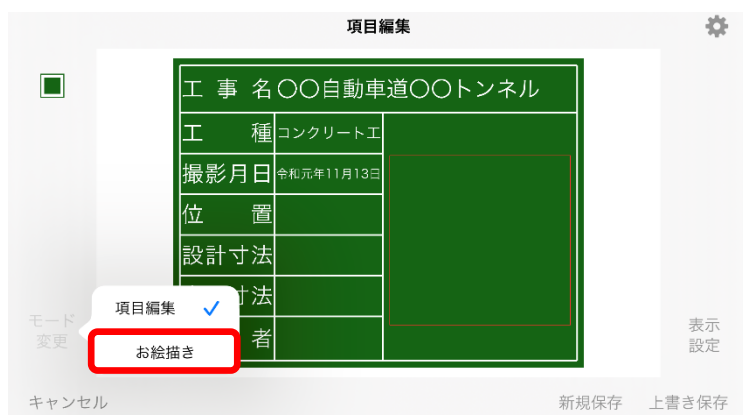 項目編集
工事名〇〇自動車道〇〇トンネル
工種 コンクリート工
撮影月日 令和元年11月13日
位置
設計寸法
寸法
者
項目編集 ✓
お絵描き
モード
変更
表示
設定
キャンセル
新規保存 上書き保存